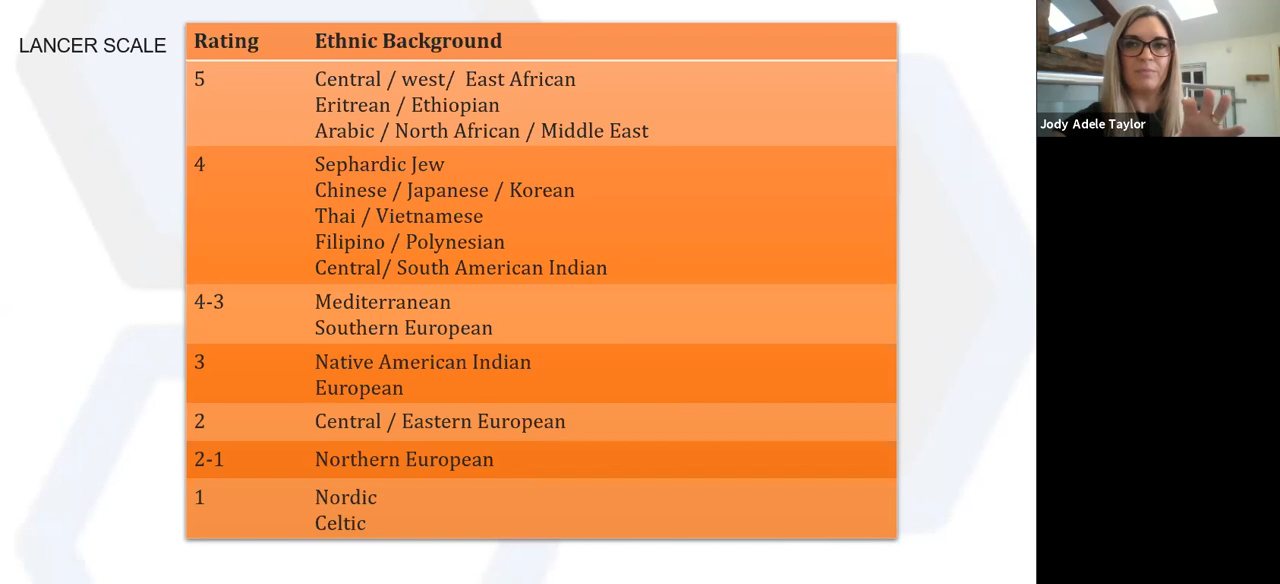 LANCER SCALE
Rating Ethnic Background
5 Central / west/ East African
Eritrean / Ethiopian
Arabic / North African / Middle East
4 Sephardic Jew
Chinese / Japanese / Korean
Thai / Vietnamese
Filipino / Polynesian
Central/ South American Indian
4-3 Mediterranean
Southern European
3 Native American Indian
European
2 Central / Eastern European
2-1 Northern European
1 Nordic
Celtic
Jody Adele Taylor